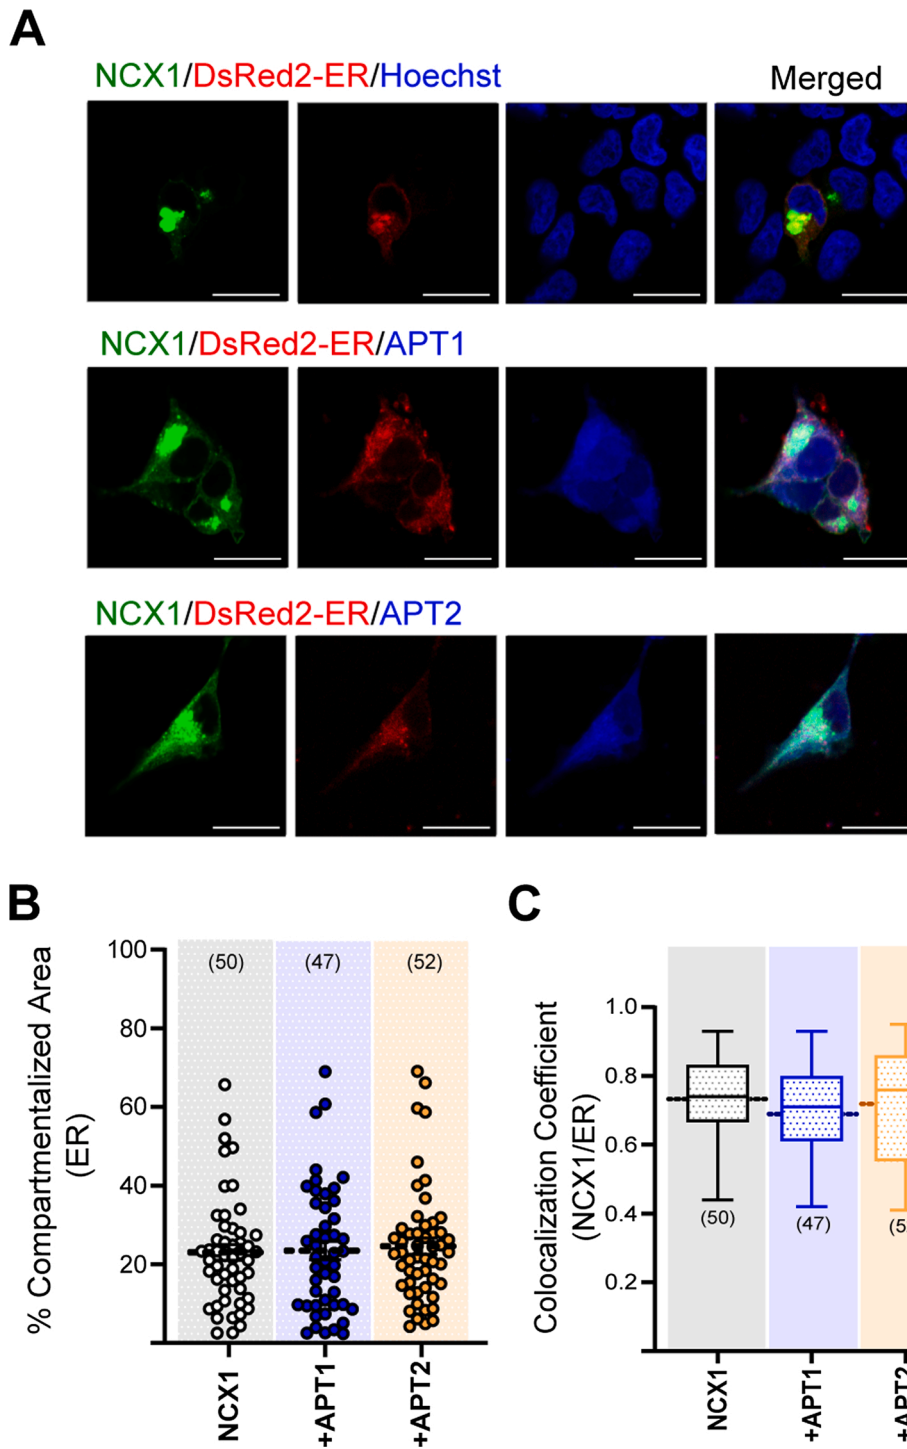 A
NCX1/DsRed2-ER/Hoechst
Merged
NCX1/DsRed2-ER/APT1
NCX1/DsRed2-ER/APT2
B
% Compartmentalized Area
(ER)
100
80
60
40
20
(50)
(47)
(52)
NCX1
+APT1
+APT2
C
Colocalization Coefficient
(NCX1/ER)
1.0
0.8
0.6
0.4
0.2
(50)
(47)
(5
NCX1
+APT1
+APT2